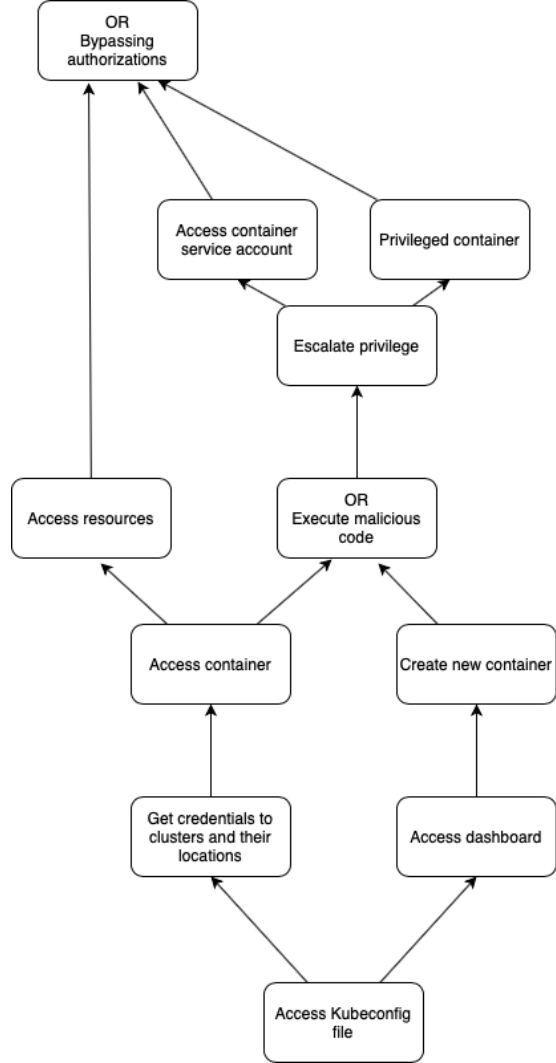 OR
Bypassing
authorizations
Access container
service account
Privileged container
Escalate privilege
Access resources
OR
Execute malicious
code
Access container
Create new container
Get credentials to
clusters and their
locations
Access dashboard
Access Kubeconfig
file